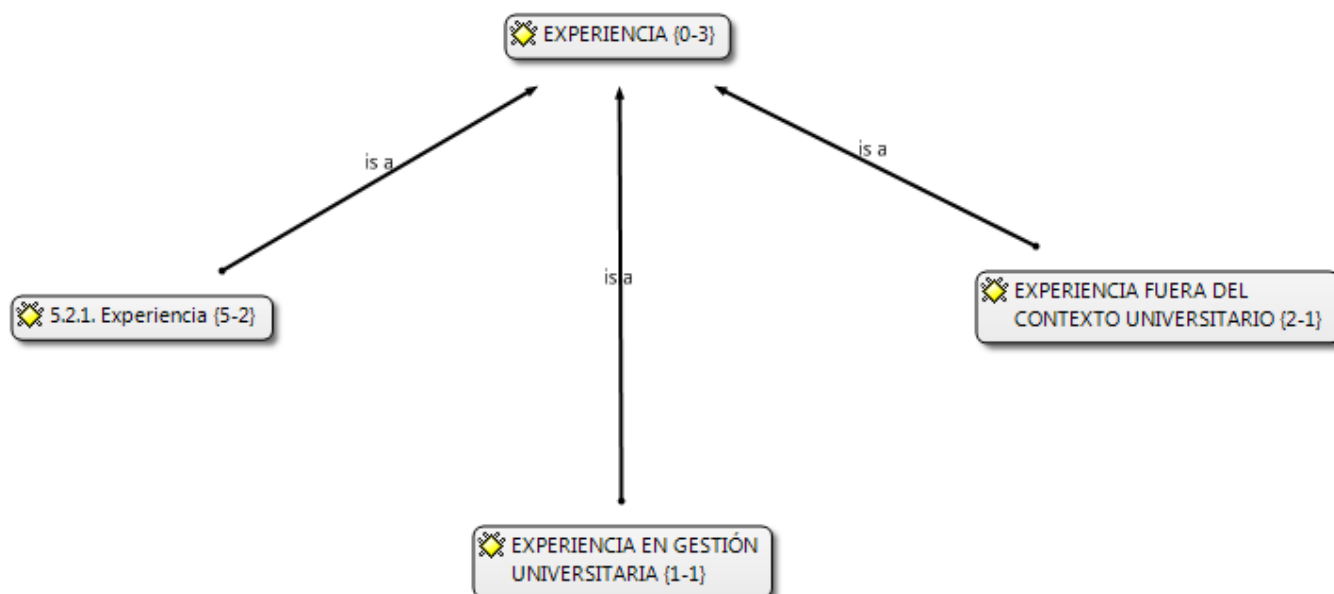 EXPERIENCIA {0-3}
is a
is a
is a
5.2.1. Experiencia {5-2}
EXPERIENCIA FUERA DEL
CONTEXTO UNIVERSITARIO {2-1}
EXPERIENCIA EN GESTIÓN
UNIVERSITARIA {1-1}